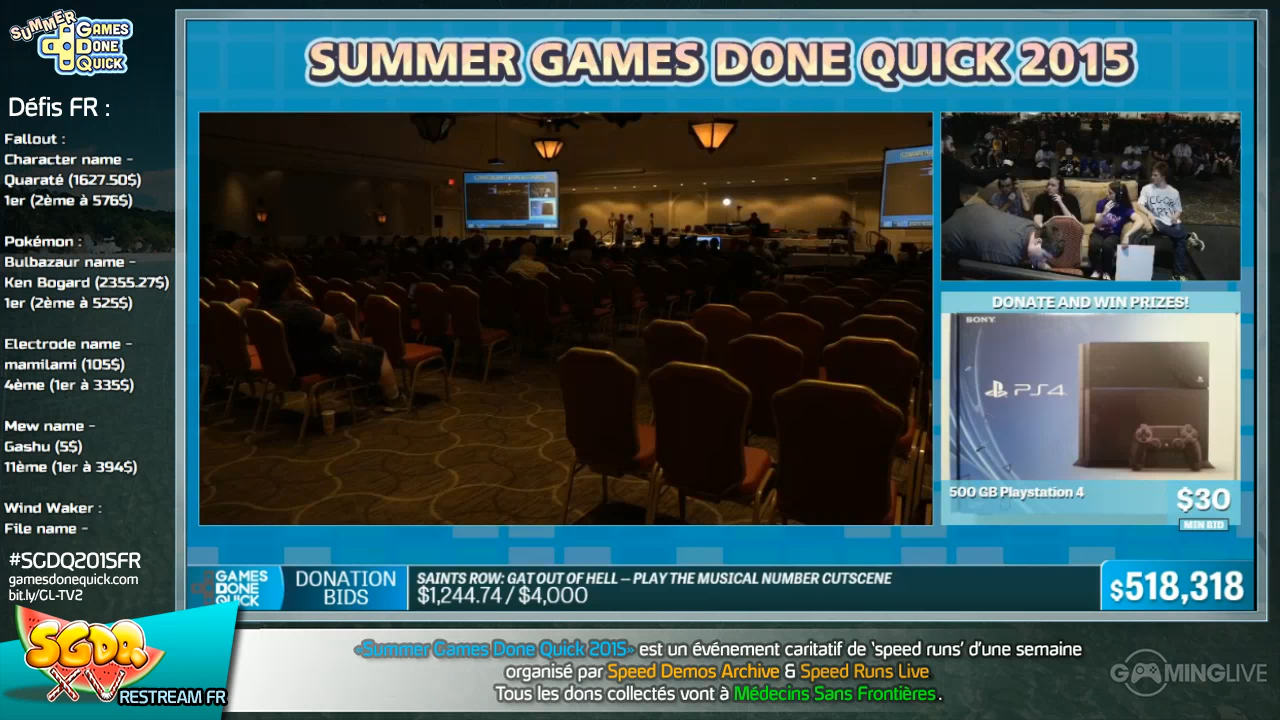 SUMMER
GAMES
DONE
QUICK
Défis FR :
Fallout :
Character name -
Quaraté (1627.50$)
1er (2ème à 576$)
Pokémon :
Bulbazaur name -
Ken Bogard (2355.27$)
1er (2ème à 525$)
Electrode name -
mamilami (105$)
4ème (1er à 335$)
Mew name -
Gashu (5$)
11ème (1er à 394$)
Wind Waker :
File name -
#SGDQ2015FR
gamesdonequick.com
bit.ly/GL-TV2
SGDQ
RESTREAM FR
SUMMER GAMES DONE QUICK 2015
DONATE AND WIN PRIZES!
SONY
PS4
500 GB Playstation 4
$30
MIN BID
GAMES
DONE
QUICK
DONATION
BIDS
SAINTS ROW: GAT OUT OF HELL – PLAY THE MUSICAL NUMBER CUTSCENE
$1,244.74 / $4,000
$518,318
«Summer Games Done Quick 2015» est un événement caritatif de 'speed runs' d'une semaine
organisé par Speed Demos Archive & Speed Runs Live
Tous les dons collectés vont à Médecins Sans Frontières.
GAMINGLIVE